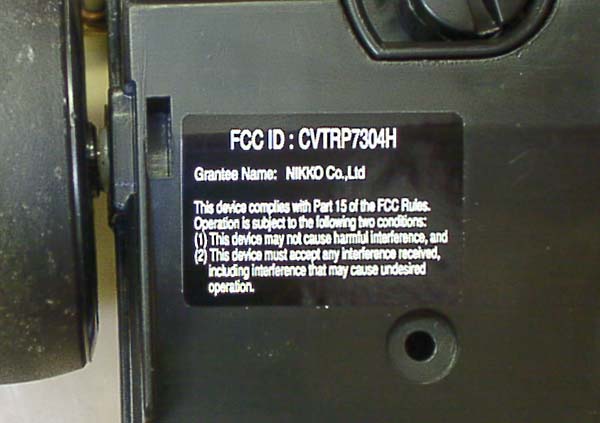 FCC ID : CVTRP7304H
Grantee Name: NIKKO Co.,Ltd
This device complies with Part 15 of the FCC Rules.
Operation is subject to the following two conditions:
(1) This device may not cause harmful interference, and
(2) This device must accept any interference received,
including interference that may cause undesired
operation.